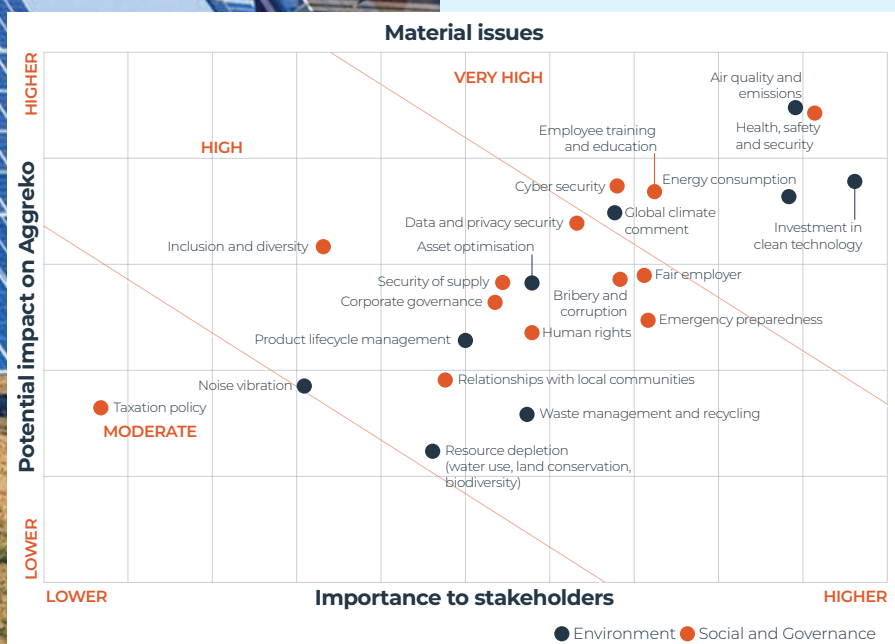 Material issues
HIGHER
VERY HIGH
Air quality and
emissions
Health, safety
and security
HIGH
Employee training
and education
Cyber security
Energy consumption
Global climate
comment
Data and privacy security
Investment in
clean technology
Inclusion and diversity
Asset optimisation
Security of supply
Fair employer
Corporate governance
Bribery and
corruption
Emergency preparedness
Human rights
Product lifecycle management
Potential impact on Aggreko
Relationships with local communities
Noise vibration
Taxation policy
Waste management and recycling
MODERATE
Resource depletion
(water use, land conservation,
biodiversity)
LOWER
LOWER
Importance to stakeholders
HIGHER
Environment
Social and Governance